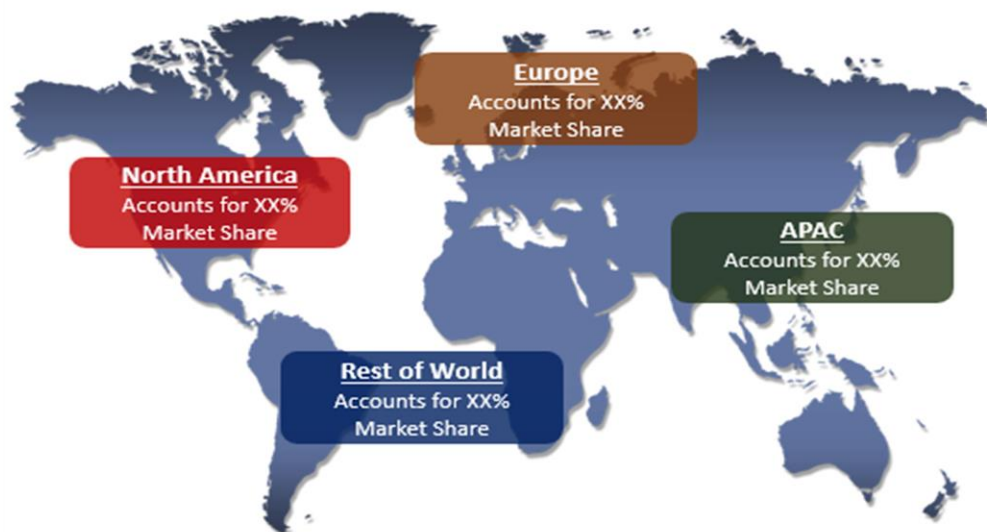 Europe
Accounts for XX%
Market Share
North America
Accounts for XX%
Market Share
APAC
Accounts for XX%
Market Share
Rest of World
Accounts for XX%
Market Share